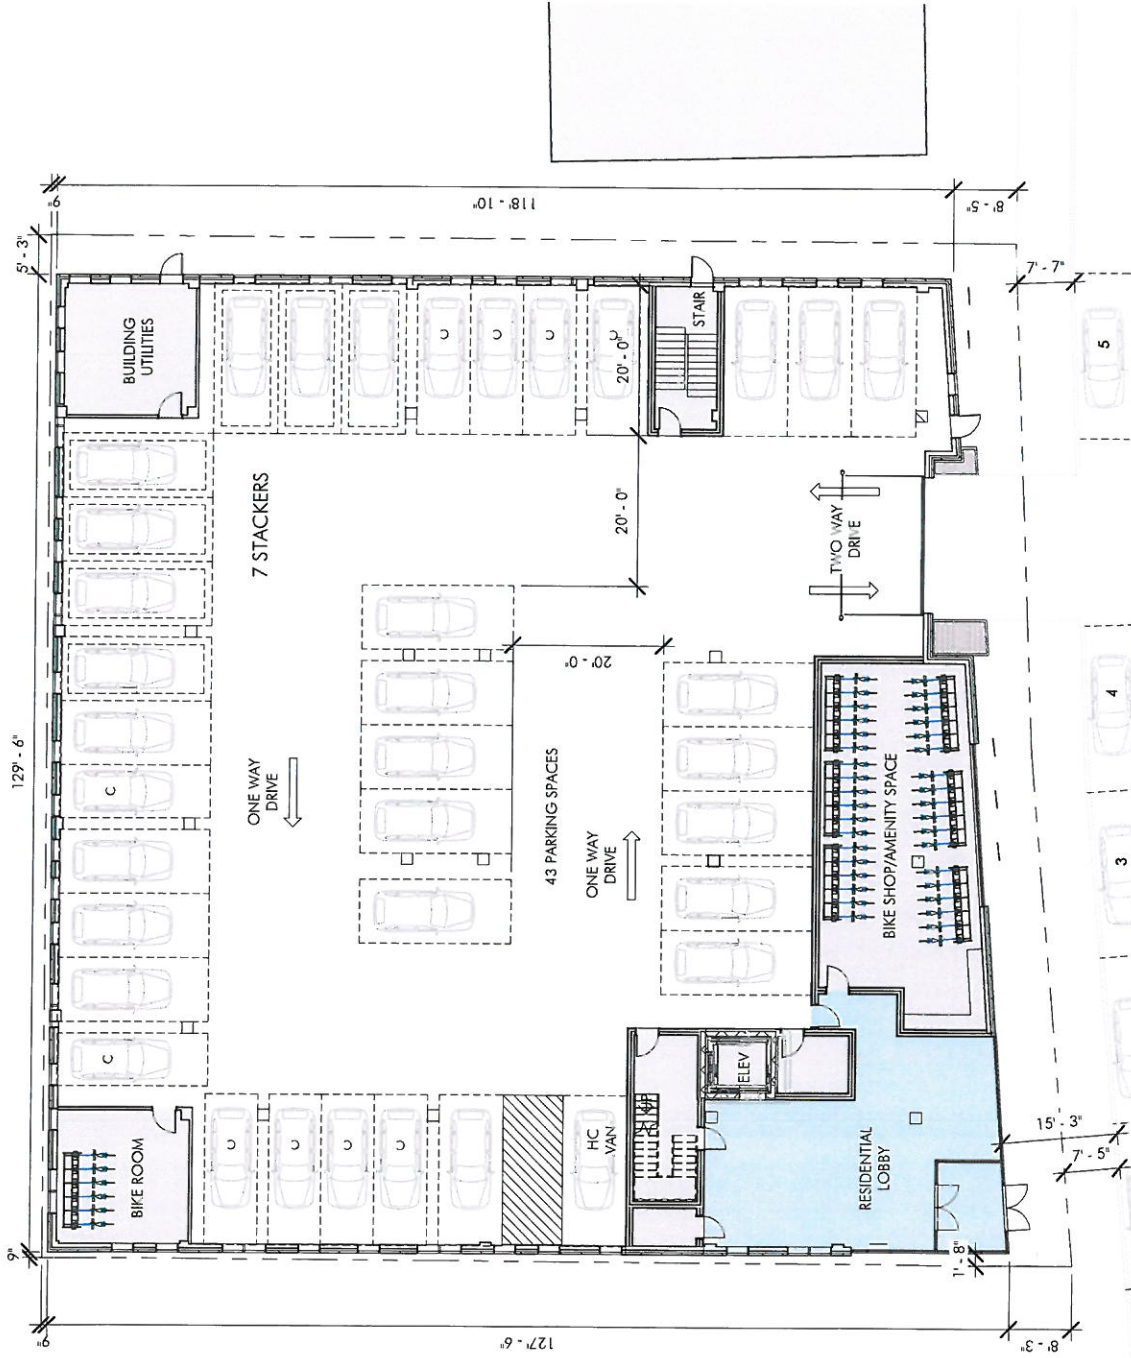 9"
118' - 10"
8' - 5"
5' - 3"
7' - 7"
BUILDING
UTILITIES
C
C
C
C
20' - 0"
STAIR
5
7 STACKERS
20' - 0"
TWO WAY
DRIVE
129' - 6"
ONE WAY
DRIVE
20' - 0"
43 PARKING SPACES
ONE WAY
DRIVE
C
C
BIKE SHOP/AMENITY SPACE
4
3
BIKE ROOM
C
C
C
C
HC
VAN
UP
ELEV
RESIDENTIAL
LOBBY
15' - 3"
7' - 5"
1' - 8"
9"
9"
127' - 6"
8' - 3"